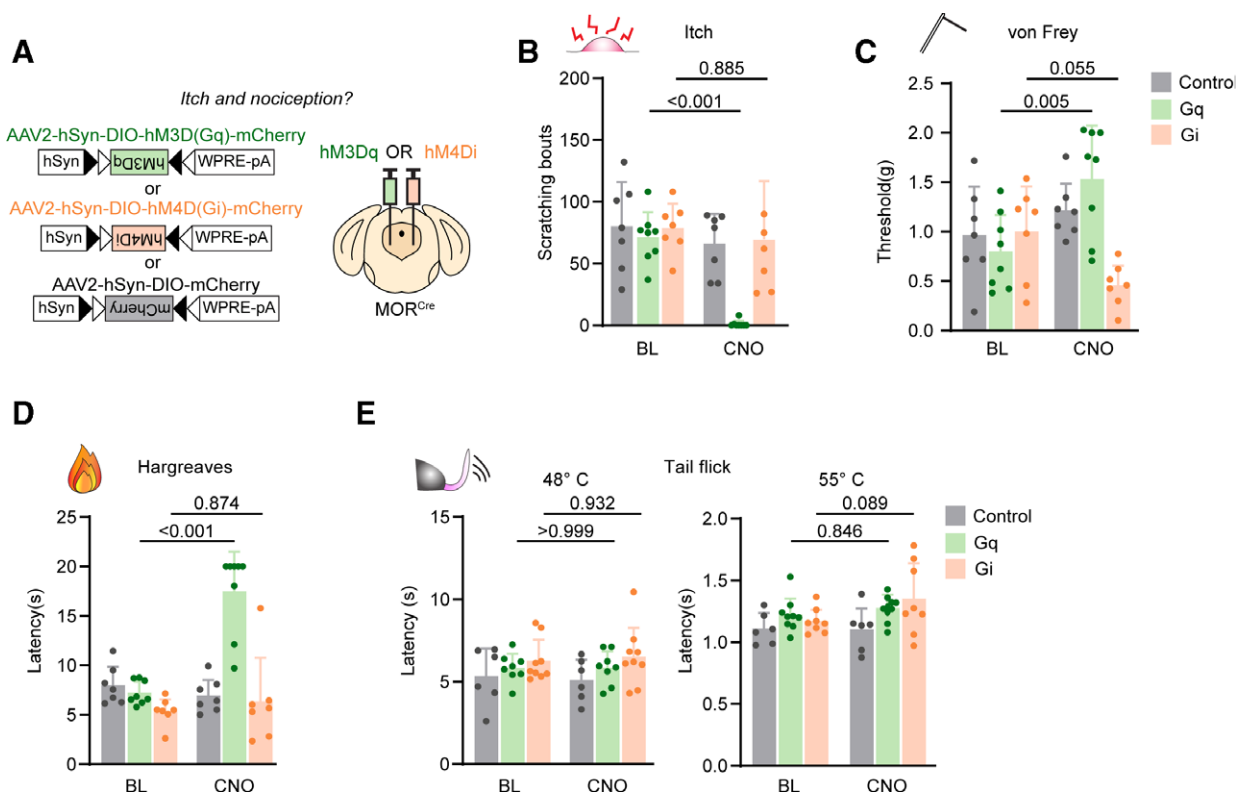 A
Itch and nociception?
AAV2-hSyn-DIO-hM3D(Gq)-mCherry
hSyn hM3Dq WPRE-pA
or
AAV2-hSyn-DIO-hM4D(Gi)-mCherry
hSyn hM4Di WPRE-pA
or
AAV2-hSyn-DIO-mCherry
hSyn mCherry WPRE-pA
hM3Dq OR hM4Di
MORCre
B
Itch
0.885
<0.001
Scratching bouts
200
150
100
50
0
BL CNO
C
von Frey
0.055
0.005
Threshold(g)
2.5
2.0
1.5
1.0
0.5
0.0
BL CNO
Control
Gq
Gi
D
Hargreaves
0.874
<0.001
Latency(s)
25
20
15
10
5
0
BL CNO
E
Tail flick
48° C
0.932
>0.999
Latency (s)
15
10
5
0
BL CNO
55° C
0.089
0.846
Latency(s)
2.0
1.5
1.0
0.5
0.0
BL CNO
Control
Gq
Gi